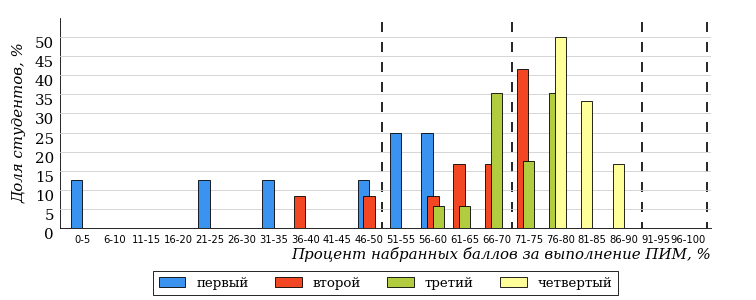 Доля студентов, %
50
45
40
35
30
25
20
15
10
5
0
0-5 6-10 11-15 16-20 21-25 26-30 31-35 36-40 41-45 46-50 51-55 56-60 61-65 66-70 71-75 76-80 81-85 86-90 91-95 96-100
Процент набранных баллов за выполнение ПИМ, %
первый второй третий четвертый